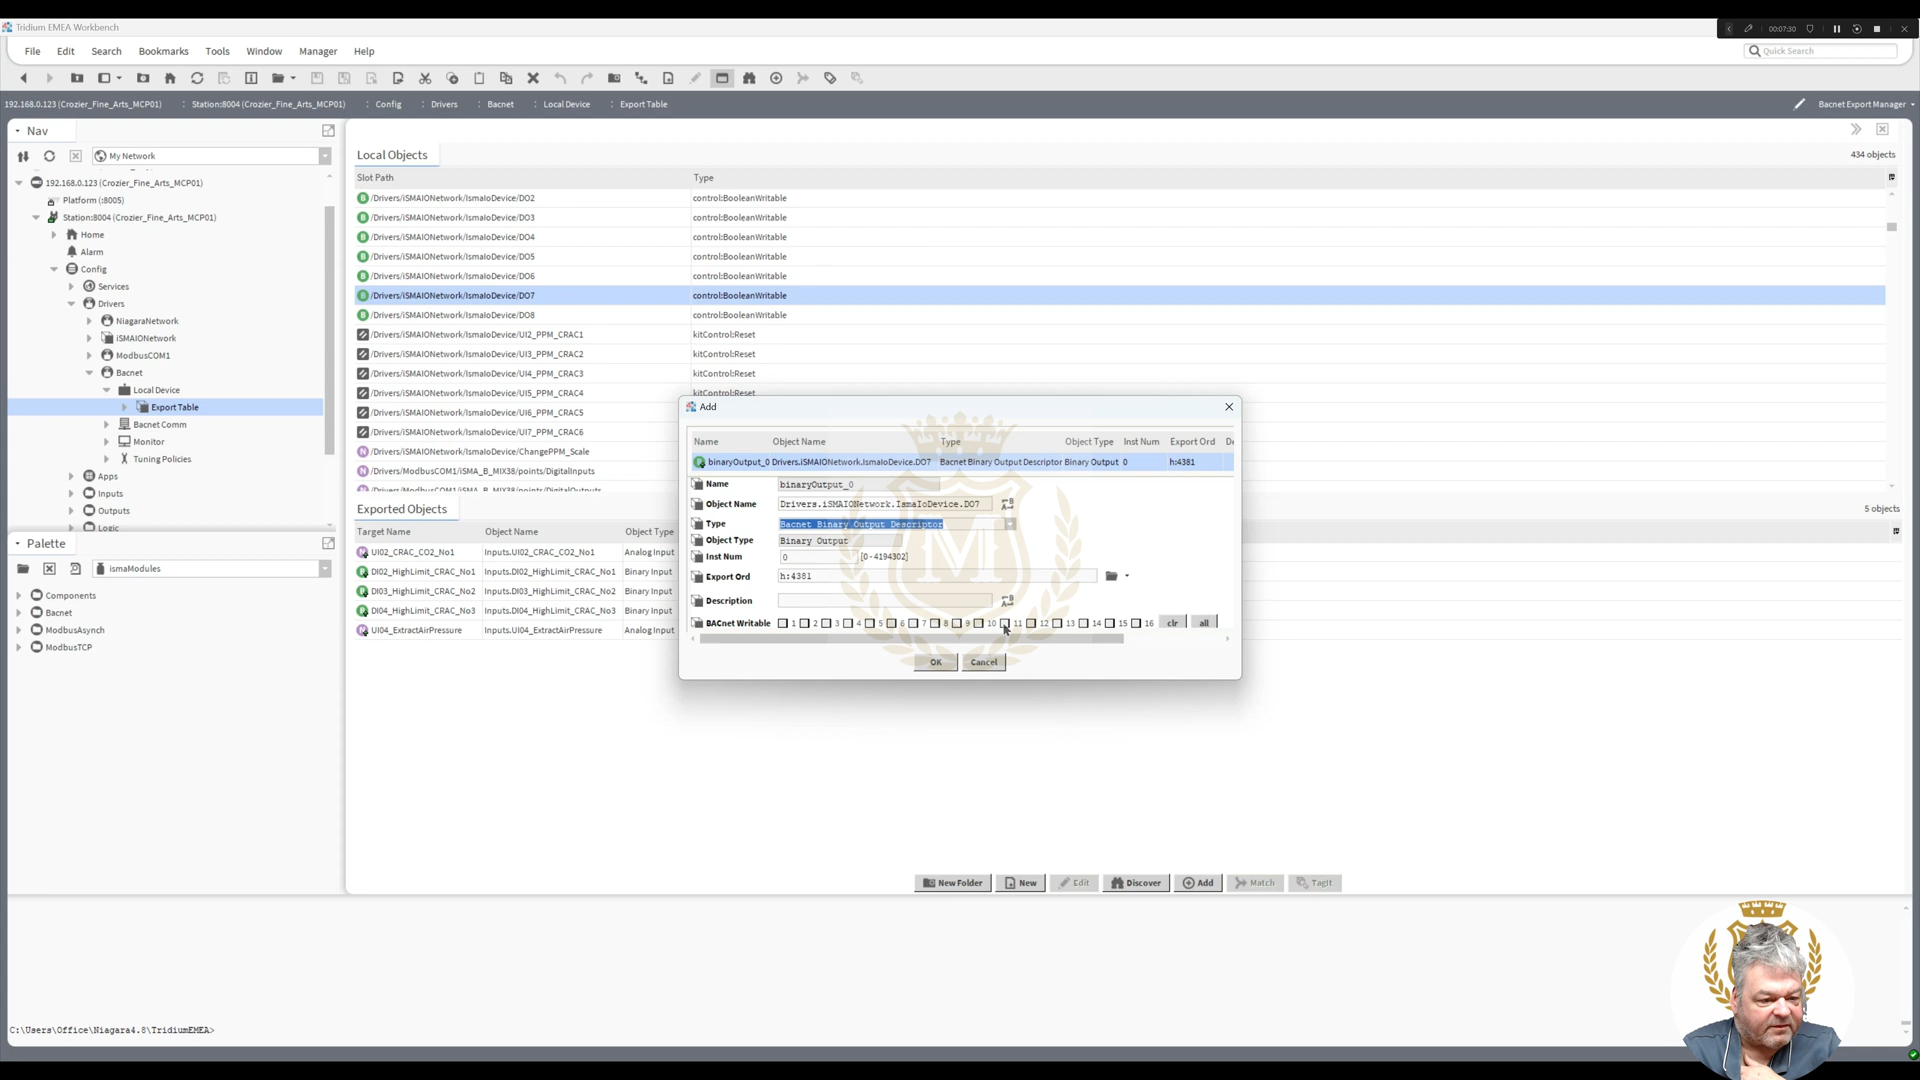 Tridium EMEA Workbench
00:07:30
File Edit Search Bookmarks Tools Window Manager Help
Quick Search
192.168.0.123 (Crozier_Fine_Arts_MCP01) : Station:8004 (Crozier_Fine_Arts_MCP01) : Config : Drivers : Bacnet : Local Device : Export Table
Bacnet Export Manager
Nav
My Network
192.168.0.123 (Crozier_Fine_Arts_MCP01)
Platform (:8005)
Station:8004 (Crozier_Fine_Arts_MCP01)
Home
Alarm
Config
Services
Drivers
NiagaraNetwork
iSMAIONetwork
ModbusCOM1
Bacnet
Local Device
Export Table
Bacnet Comm
Monitor
Tuning Policies
Apps
Inputs
Outputs
Logic
Palette
ismaModules
Components
Bacnet
ModbusAsynch
ModbusTCP
Local Objects
434 objects
Slot Path Type
/Drivers/iSMAIONetwork/IsmaIoDevice/DO2 control:BooleanWritable
/Drivers/iSMAIONetwork/IsmaIoDevice/DO3 control:BooleanWritable
/Drivers/iSMAIONetwork/IsmaIoDevice/DO4 control:BooleanWritable
/Drivers/iSMAIONetwork/IsmaIoDevice/DO5 control:BooleanWritable
/Drivers/iSMAIONetwork/IsmaIoDevice/DO6 control:BooleanWritable
/Drivers/iSMAIONetwork/IsmaIoDevice/DO7 control:BooleanWritable
/Drivers/iSMAIONetwork/IsmaIoDevice/DO8 control:BooleanWritable
/Drivers/iSMAIONetwork/IsmaIoDevice/UI2_PPM_CRAC1 kitControl:Reset
/Drivers/iSMAIONetwork/IsmaIoDevice/UI3_PPM_CRAC2 kitControl:Reset
/Drivers/iSMAIONetwork/IsmaIoDevice/UI4_PPM_CRAC3 kitControl:Reset
/Drivers/iSMAIONetwork/IsmaIoDevice/UI5_PPM_CRAC4 kitControl:Reset
/Drivers/iSMAIONetwork/IsmaIoDevice/UI6_PPM_CRAC5
/Drivers/iSMAIONetwork/IsmaIoDevice/UI7_PPM_CRAC6
/Drivers/iSMAIONetwork/IsmaIoDevice/ChangePPM_Scale
/Drivers/ModbusCOM1/iSMA_B_MIX38/points/DigitalInputs
/Drivers/ModbusCOM1/iSMA_B_MIX38/points/DigitalOutputs
Exported Objects
5 objects
Target Name Object Name Object Type
UI02_CRAC_CO2_No1 Inputs.UI02_CRAC_CO2_No1 Analog Input
DI02_HighLimit_CRAC_No1 Inputs.DI02_HighLimit_CRAC_No1 Binary Input
DI03_HighLimit_CRAC_No2 Inputs.DI03_HighLimit_CRAC_No2 Binary Input
DI04_HighLimit_CRAC_No3 Inputs.DI04_HighLimit_CRAC_No3 Binary Input
UI04_ExtractAirPressure Inputs.UI04_ExtractAirPressure Analog Input
Add
Name Object Name Type Object Type Inst Num Export Ord De
binaryOutput_0 Drivers.iSMAIONetwork.IsmaIoDevice.DO7 Bacnet Binary Output Descriptor Binary Output 0 h:4381
Name binaryOutput_0
Object Name Drivers.iSMAIONetwork.IsmaIoDevice.DO7
Type Bacnet Binary Output Descriptor
Object Type Binary Output
Inst Num 0 [0-4194302]
Export Ord h:4381
Description
BACnet Writable 1 2 3 4 5 6 7 8 9 10 11 12 13 14 15 16 clr all
OK Cancel
New Folder New Edit Discover Add Match TagIt
C:\Users\Office\Niagara4.8\TridiumEMEA>